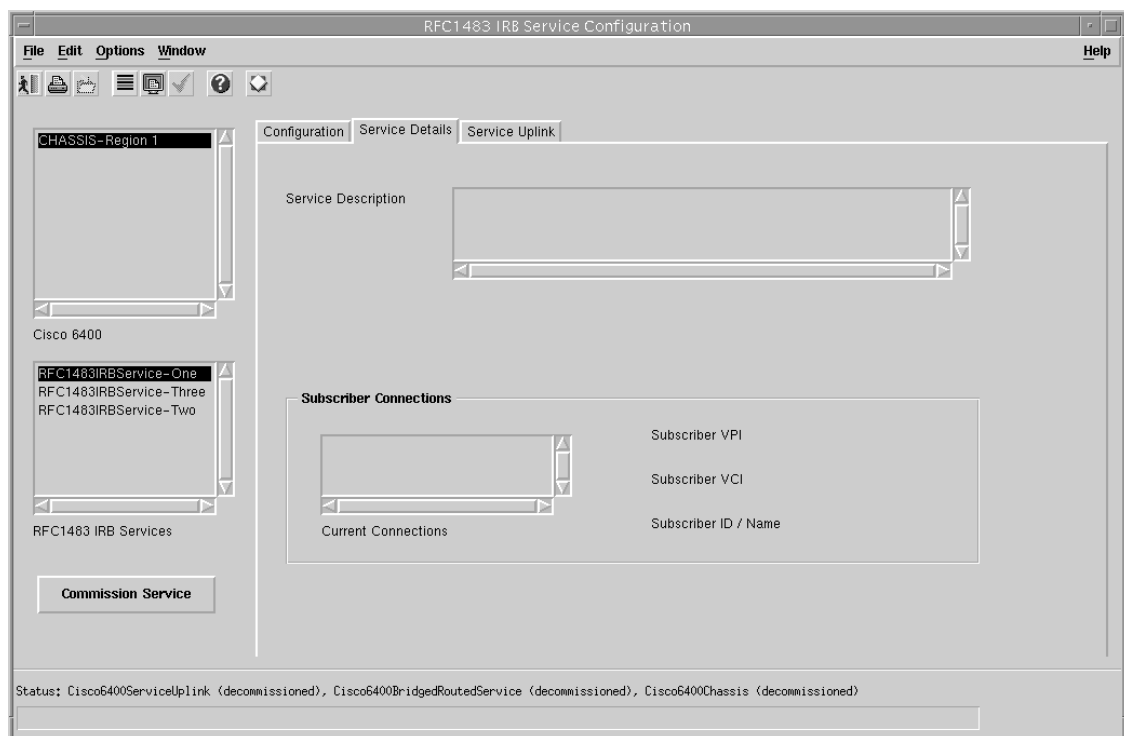 RFC1483 IRB Service Configuration
File Edit Options Window Help
CHASSIS-Region 1
Cisco 6400
RFC1483IRBService-One
RFC1483IRBService-Three
RFC1483IRBService-Two
RFC1483 IRB Services
Commission Service
Configuration Service Details Service Uplink
Service Description
Subscriber Connections
Current Connections
Subscriber VPI
Subscriber VCI
Subscriber ID / Name
Status: Cisco6400ServiceUplink (decommissioned), Cisco6400BridgedRoutedService (decommissioned), Cisco6400Chassis (decommissioned)